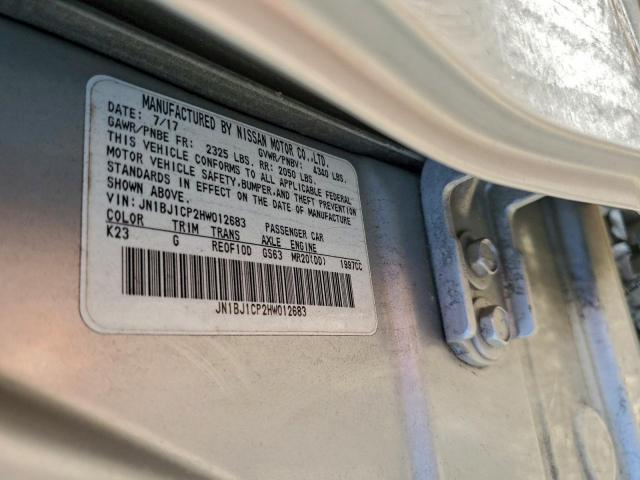 MANUFACTURED BY NISSAN MOTOR CO.,LTD.
DATE: 7/17 GVWR/PNBV: 4340 LBS.
GAWR/PNBE FR: 2325 LBS. RR: 2050 LBS.
THIS VEHICLE CONFORMS TO ALL APPLICABLE FEDERAL
MOTOR VEHICLE SAFETY,BUMPER,AND THEFT PREVENTION
STANDARDS IN EFFECT ON THE DATE OF MANUFACTURE
SHOWN ABOVE.
VIN: JN1BJ1CP2HW012683 PASSENGER CAR
COLOR TRIM TRANS AXLE ENGINE
K23 G RE0F10D GS63 MR20(DD) 1997CC
JN1BJ1CP2HW012683